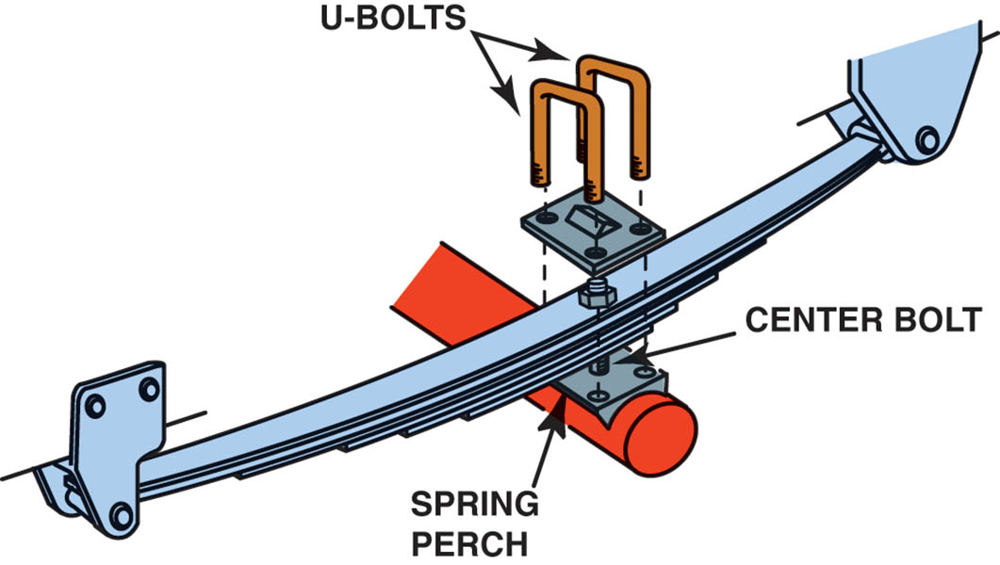 U-BOLTS
CENTER BOLT
SPRING
PERCH